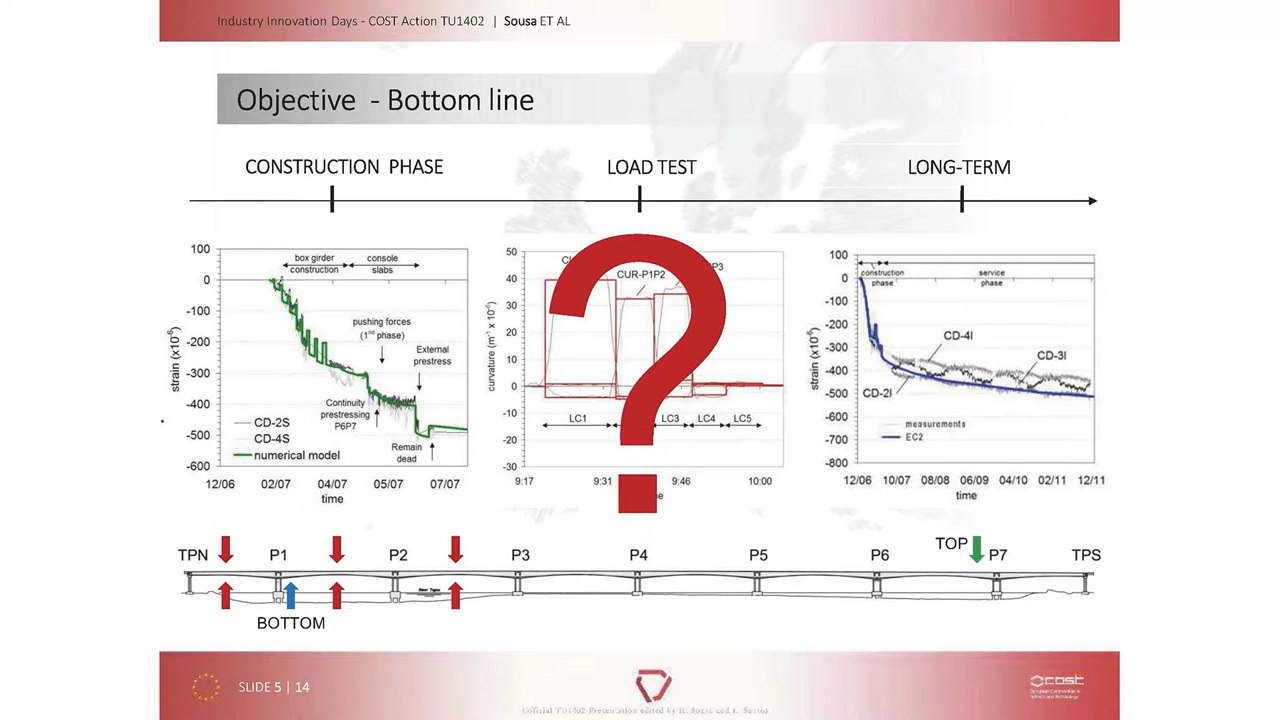 Industry Innovation Days - COST Action TU1402 | Sousa ET AL
Objective - Bottom line
CONSTRUCTION PHASE
LOAD TEST
LONG-TERM
100
0
-100
-200
-300
-400
-500
-600
strain (x10⁻⁶)
box girder
construction
console
slabs
pushing forces
(1ⁿᵈ phase)
External
prestress
Continuity
prestressing
P6P7
Remain
dead
CD-2S
CD-4S
numerical model
12/06 02/07 04/07 05/07 07/07
time
50
40
30
20
10
0
-10
-20
-30
curvature (m⁻¹ x 10⁻⁶)
CUR-P1P2
P3
LC1
LC3
LC4
LC5
9:17 9:31 9:46 10:00
100
0
-100
-200
-300
-400
-500
-600
-700
-800
strain (x10⁻⁶)
construction
phase
service
phase
CD-4I
CD-3I
CD-2I
measurements
EC2
12/06 10/07 08/08 06/09 04/10 02/11 12/11
time
?
TPN P1 P2 P3 P4 P5 P6 TOP P7 TPS
BOTTOM
SLIDE 5 | 14
cost